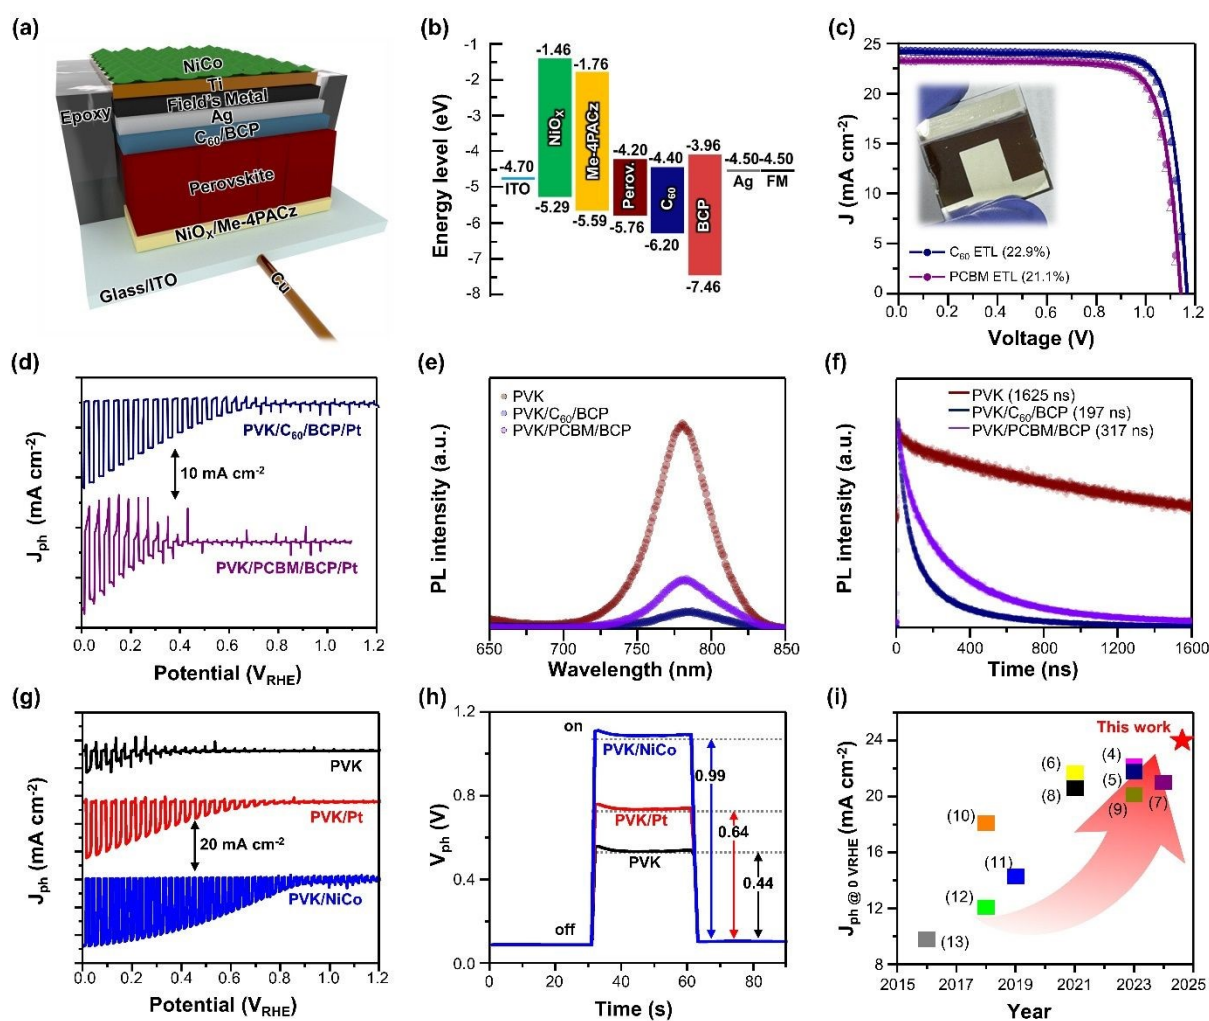 (a)
NiCo
Ti
Field's Metal
Ag
C60/BCP
Epoxy
Perovskite
NiOX/Me-4PACz
Glass/ITO
Cu
(b)
Energy level (eV)
-1
-2
-3
-4
-5
-6
-7
-8
-4.70
ITO
-1.46
NiOX
-5.29
-1.76
Me-4PACz
-5.59
-4.20
Perov.
-5.76
-4.40
C60
-6.20
-3.96
BCP
-7.46
-4.50
Ag
-4.50
FM
(c)
J (mA cm-2)
25
20
15
10
5
0
C60 ETL (22.9%)
PCBM ETL (21.1%)
0.0 0.2 0.4 0.6 0.8 1.0 1.2
Voltage (V)
(d)
Jph (mA cm-2)
PVK/C60/BCP/Pt
10 mA cm-2
PVK/PCBM/BCP/Pt
0.0 0.2 0.4 0.6 0.8 1.0 1.2
Potential (VRHE)
(e)
PL intensity (a.u.)
PVK
PVK/C60/BCP
PVK/PCBM/BCP
650 700 750 800 850
Wavelength (nm)
(f)
PL intensity (a.u.)
PVK (1625 ns)
PVK/C60/BCP (197 ns)
PVK/PCBM/BCP (317 ns)
0 400 800 1200 1600
Time (ns)
(g)
Jph (mA cm-2)
PVK
PVK/Pt
20 mA cm-2
PVK/NiCo
0.0 0.2 0.4 0.6 0.8 1.0 1.2
Potential (VRHE)
(h)
Vph (V)
1.2
0.9
0.6
0.3
0.0
on
PVK/NiCo
0.99
PVK/Pt
0.64
PVK
0.44
off
0 20 40 60 80
Time (s)
(i)
Jph @ 0 VRHE (mA cm-2)
24
20
16
12
8
This work
(6)
(4)
(5)
(8)
(9)
(7)
(10)
(11)
(12)
(13)
2015 2017 2019 2021 2023 2025
Year